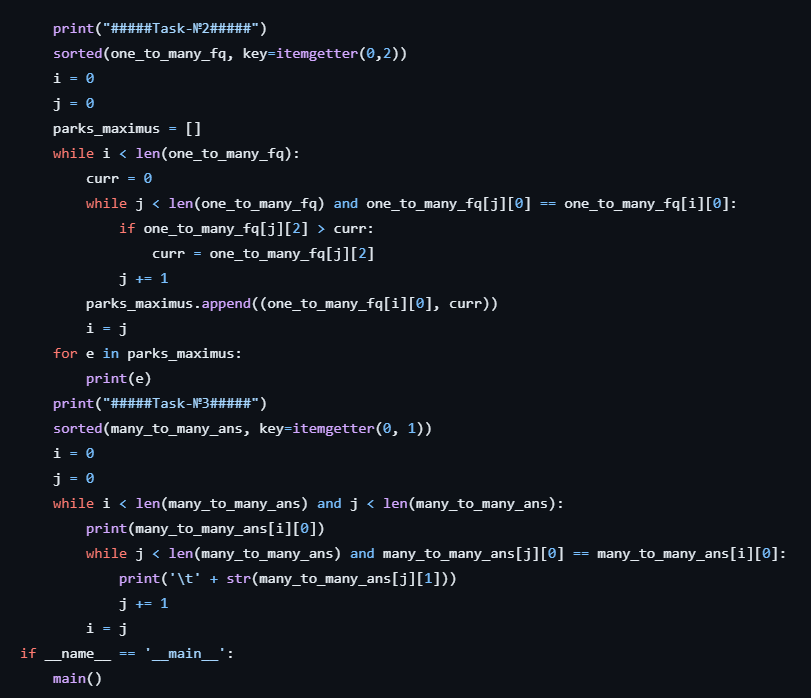 print("#####Task-№2#####")
    sorted(one_to_many_fq, key=itemgetter(0,2))
    i = 0
    j = 0
    parks_maximus = []
    while i < len(one_to_many_fq):
        curr = 0
        while j < len(one_to_many_fq) and one_to_many_fq[j][0] == one_to_many_fq[i][0]:
            if one_to_many_fq[j][2] > curr:
                curr = one_to_many_fq[j][2]
            j += 1
        parks_maximus.append((one_to_many_fq[i][0], curr))
        i = j
    for e in parks_maximus:
        print(e)
    print("#####Task-№3#####")
    sorted(many_to_many_ans, key=itemgetter(0, 1))
    i = 0
    j = 0
    while i < len(many_to_many_ans) and j < len(many_to_many_ans):
        print(many_to_many_ans[i][0])
        while j < len(many_to_many_ans) and many_to_many_ans[j][0] == many_to_many_ans[i][0]:
            print('\t' + str(many_to_many_ans[j][1]))
            j += 1
        i = j
if __name__ == '__main__':
    main()